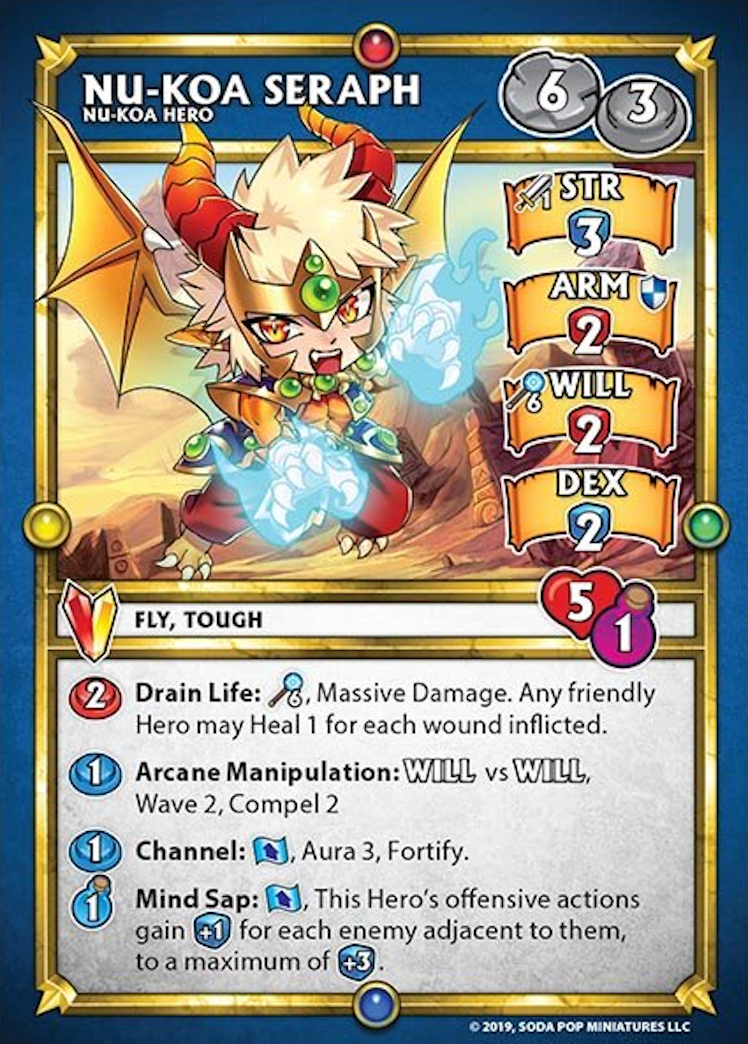 NU-KOA SERAPH
NU-KOA HERO
6 3
1 STR
3
ARM
2
6 WILL
2
DEX
2
5
1
FLY, TOUGH
2 Drain Life: 6, Massive Damage. Any friendly
Hero may Heal 1 for each wound inflicted.
1 Arcane Manipulation: WILL vs WILL,
Wave 2, Compel 2
1 Channel: , Aura 3, Fortify.
1 Mind Sap: , This Hero's offensive actions
gain +1 for each enemy adjacent to them,
to a maximum of +3.
© 2019, SODA POP MINIATURES LLC